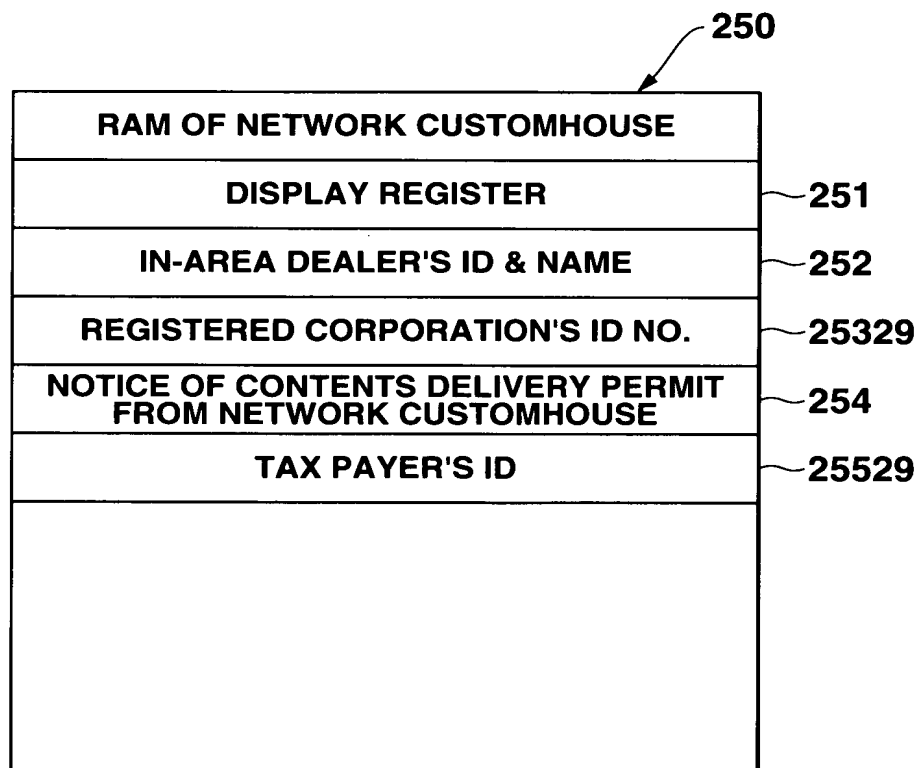 250
RAM OF NETWORK CUSTOMHOUSE
DISPLAY REGISTER
251
IN-AREA DEALER'S ID & NAME
252
REGISTERED CORPORATION'S ID NO.
25329
NOTICE OF CONTENTS DELIVERY PERMIT
FROM NETWORK CUSTOMHOUSE
254
TAX PAYER'S ID
25529